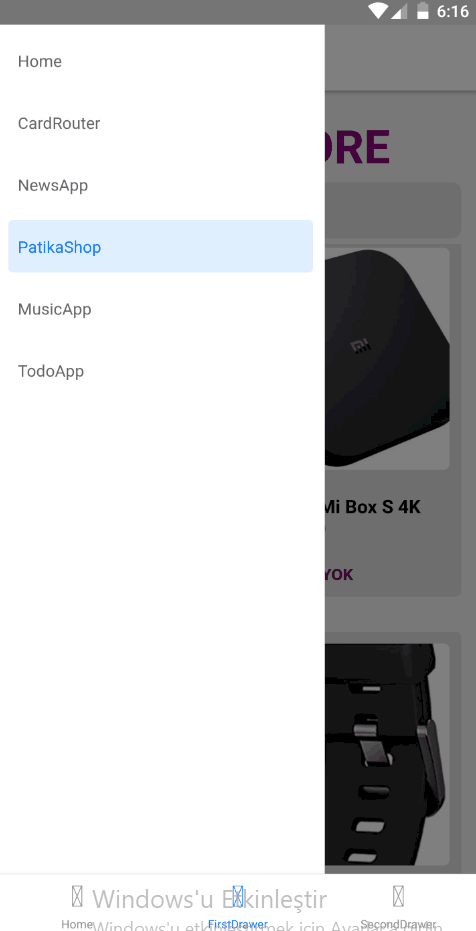 6:16
Home
CardRouter
ORE
NewsApp
PatikaShop
MusicApp
TodoApp
Mi Box S 4K
YOK
Windows'u Etkinleştir
Home
FirstDrawer
SecondDrawer
Windows'u etkinleştirmek için Ayarlar'a gidin